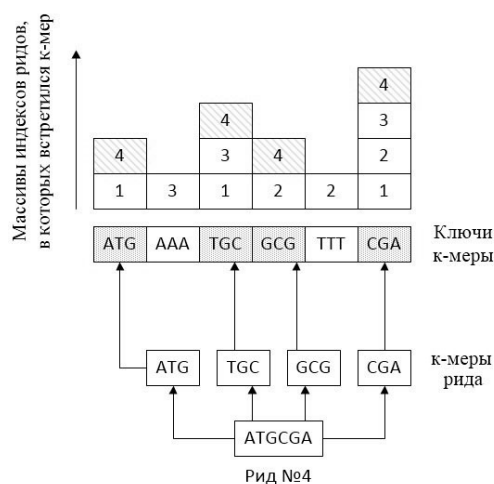 Массивы индексов ридов,
в которых встретился к-мер
4
4 3
4 3 4 2
1 3 1 2 2 1
ATG AAA TGC GCG TTT CGA
Ключи
к-меры
ATG TGC GCG CGA
к-меры
рида
ATGCGA
Рид №4